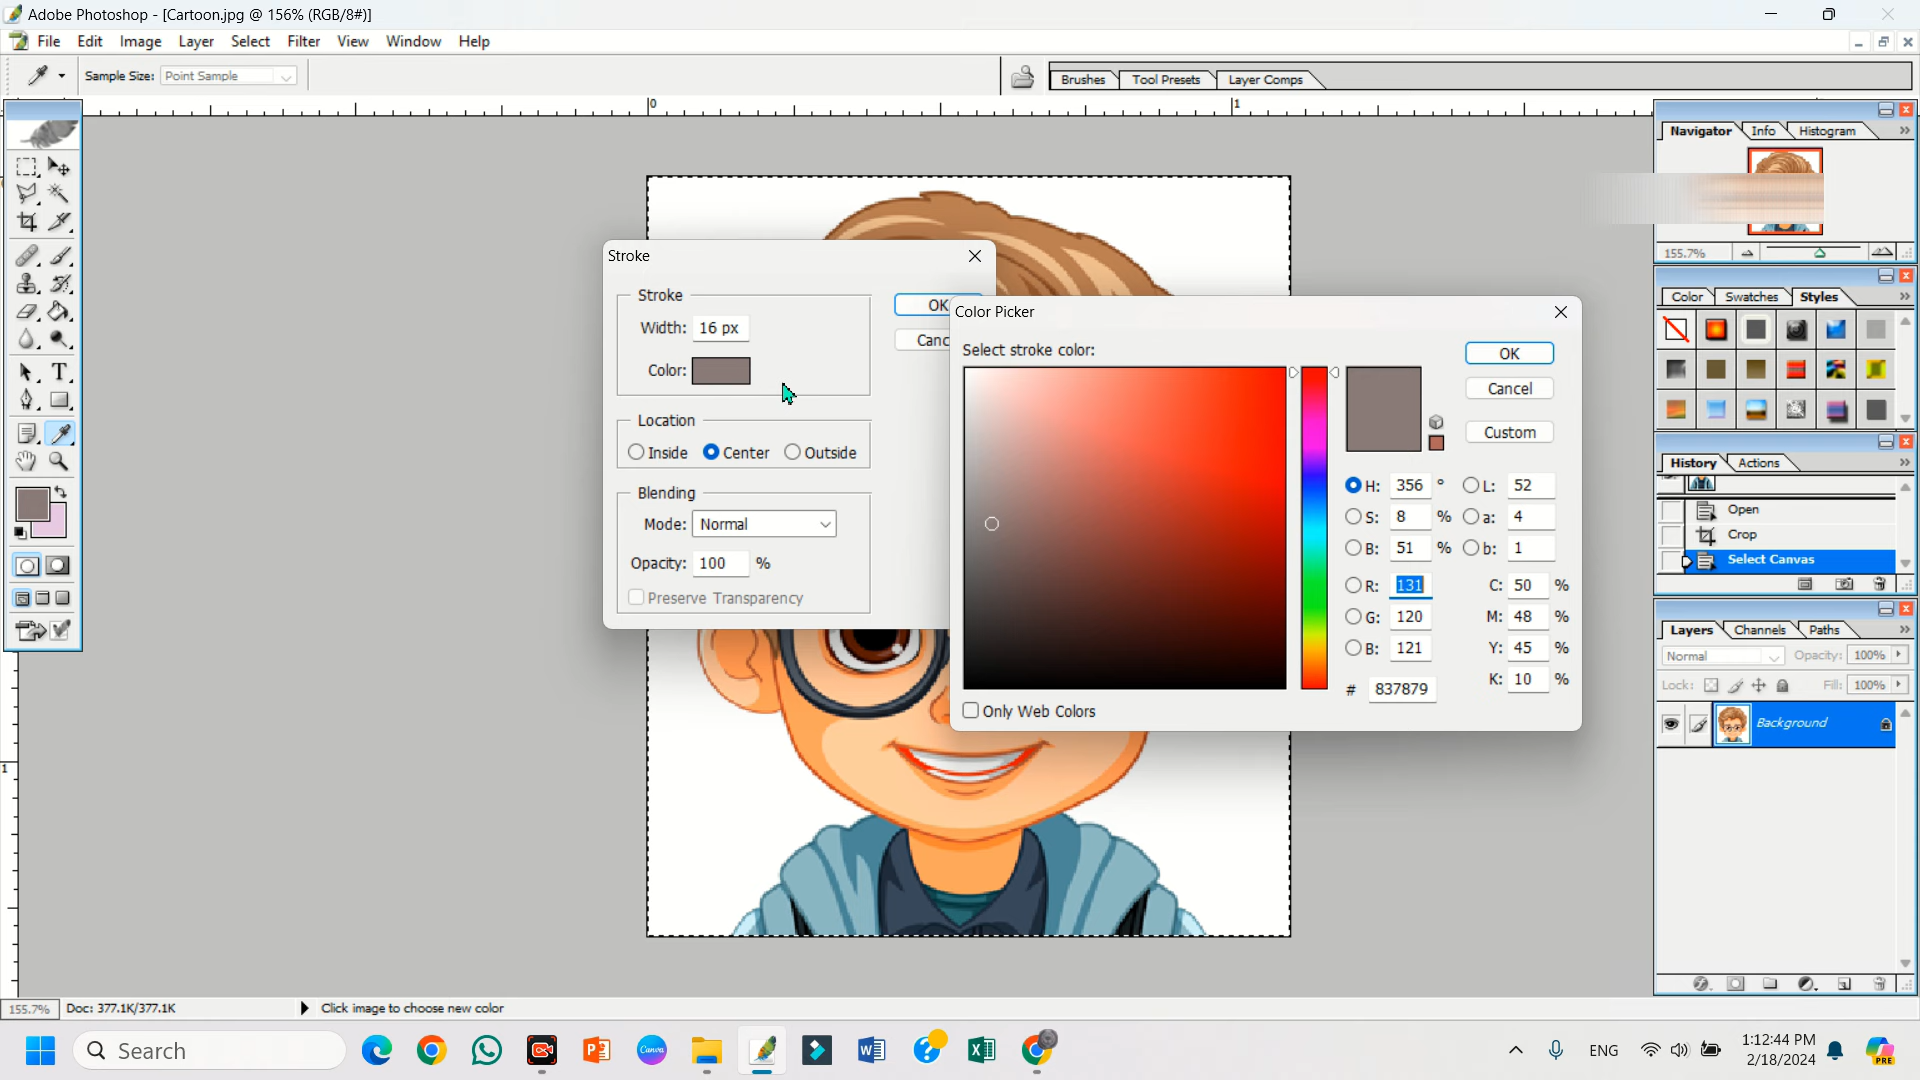 Adobe Photoshop - [Cartoon.jpg @ 156% (RGB/8#)]
File Edit Image Layer Select Filter View Window Help
Sample Size: Point Sample
Brushes Tool Presets Layer Comps
0 1
Navigator Info Histogram
155.7%
Stroke
Stroke
Width: 16 px
Color:
OK
Canc
Location
Inside Center Outside
Blending
Mode: Normal
Opacity: 100 %
Preserve Transparency
Color Picker
Select stroke color:
OK
Cancel
Custom
H: 356 ° L: 52
S: 8 % a: 4
B: 51 % b: 1
R: 131 C: 50 %
G: 120 M: 48 %
B: 121 Y: 45 %
# 837879 K: 10 %
Only Web Colors
Color Swatches Styles
History Actions
Open
Crop
Select Canvas
Layers Channels Paths
Normal Opacity: 100%
Lock: Fill: 100%
Background
1
155.7% Doc: 377.1K/377.1K Click image to choose new color
Search
Canva
ENG
1:12:44 PM
2/18/2024
PRE